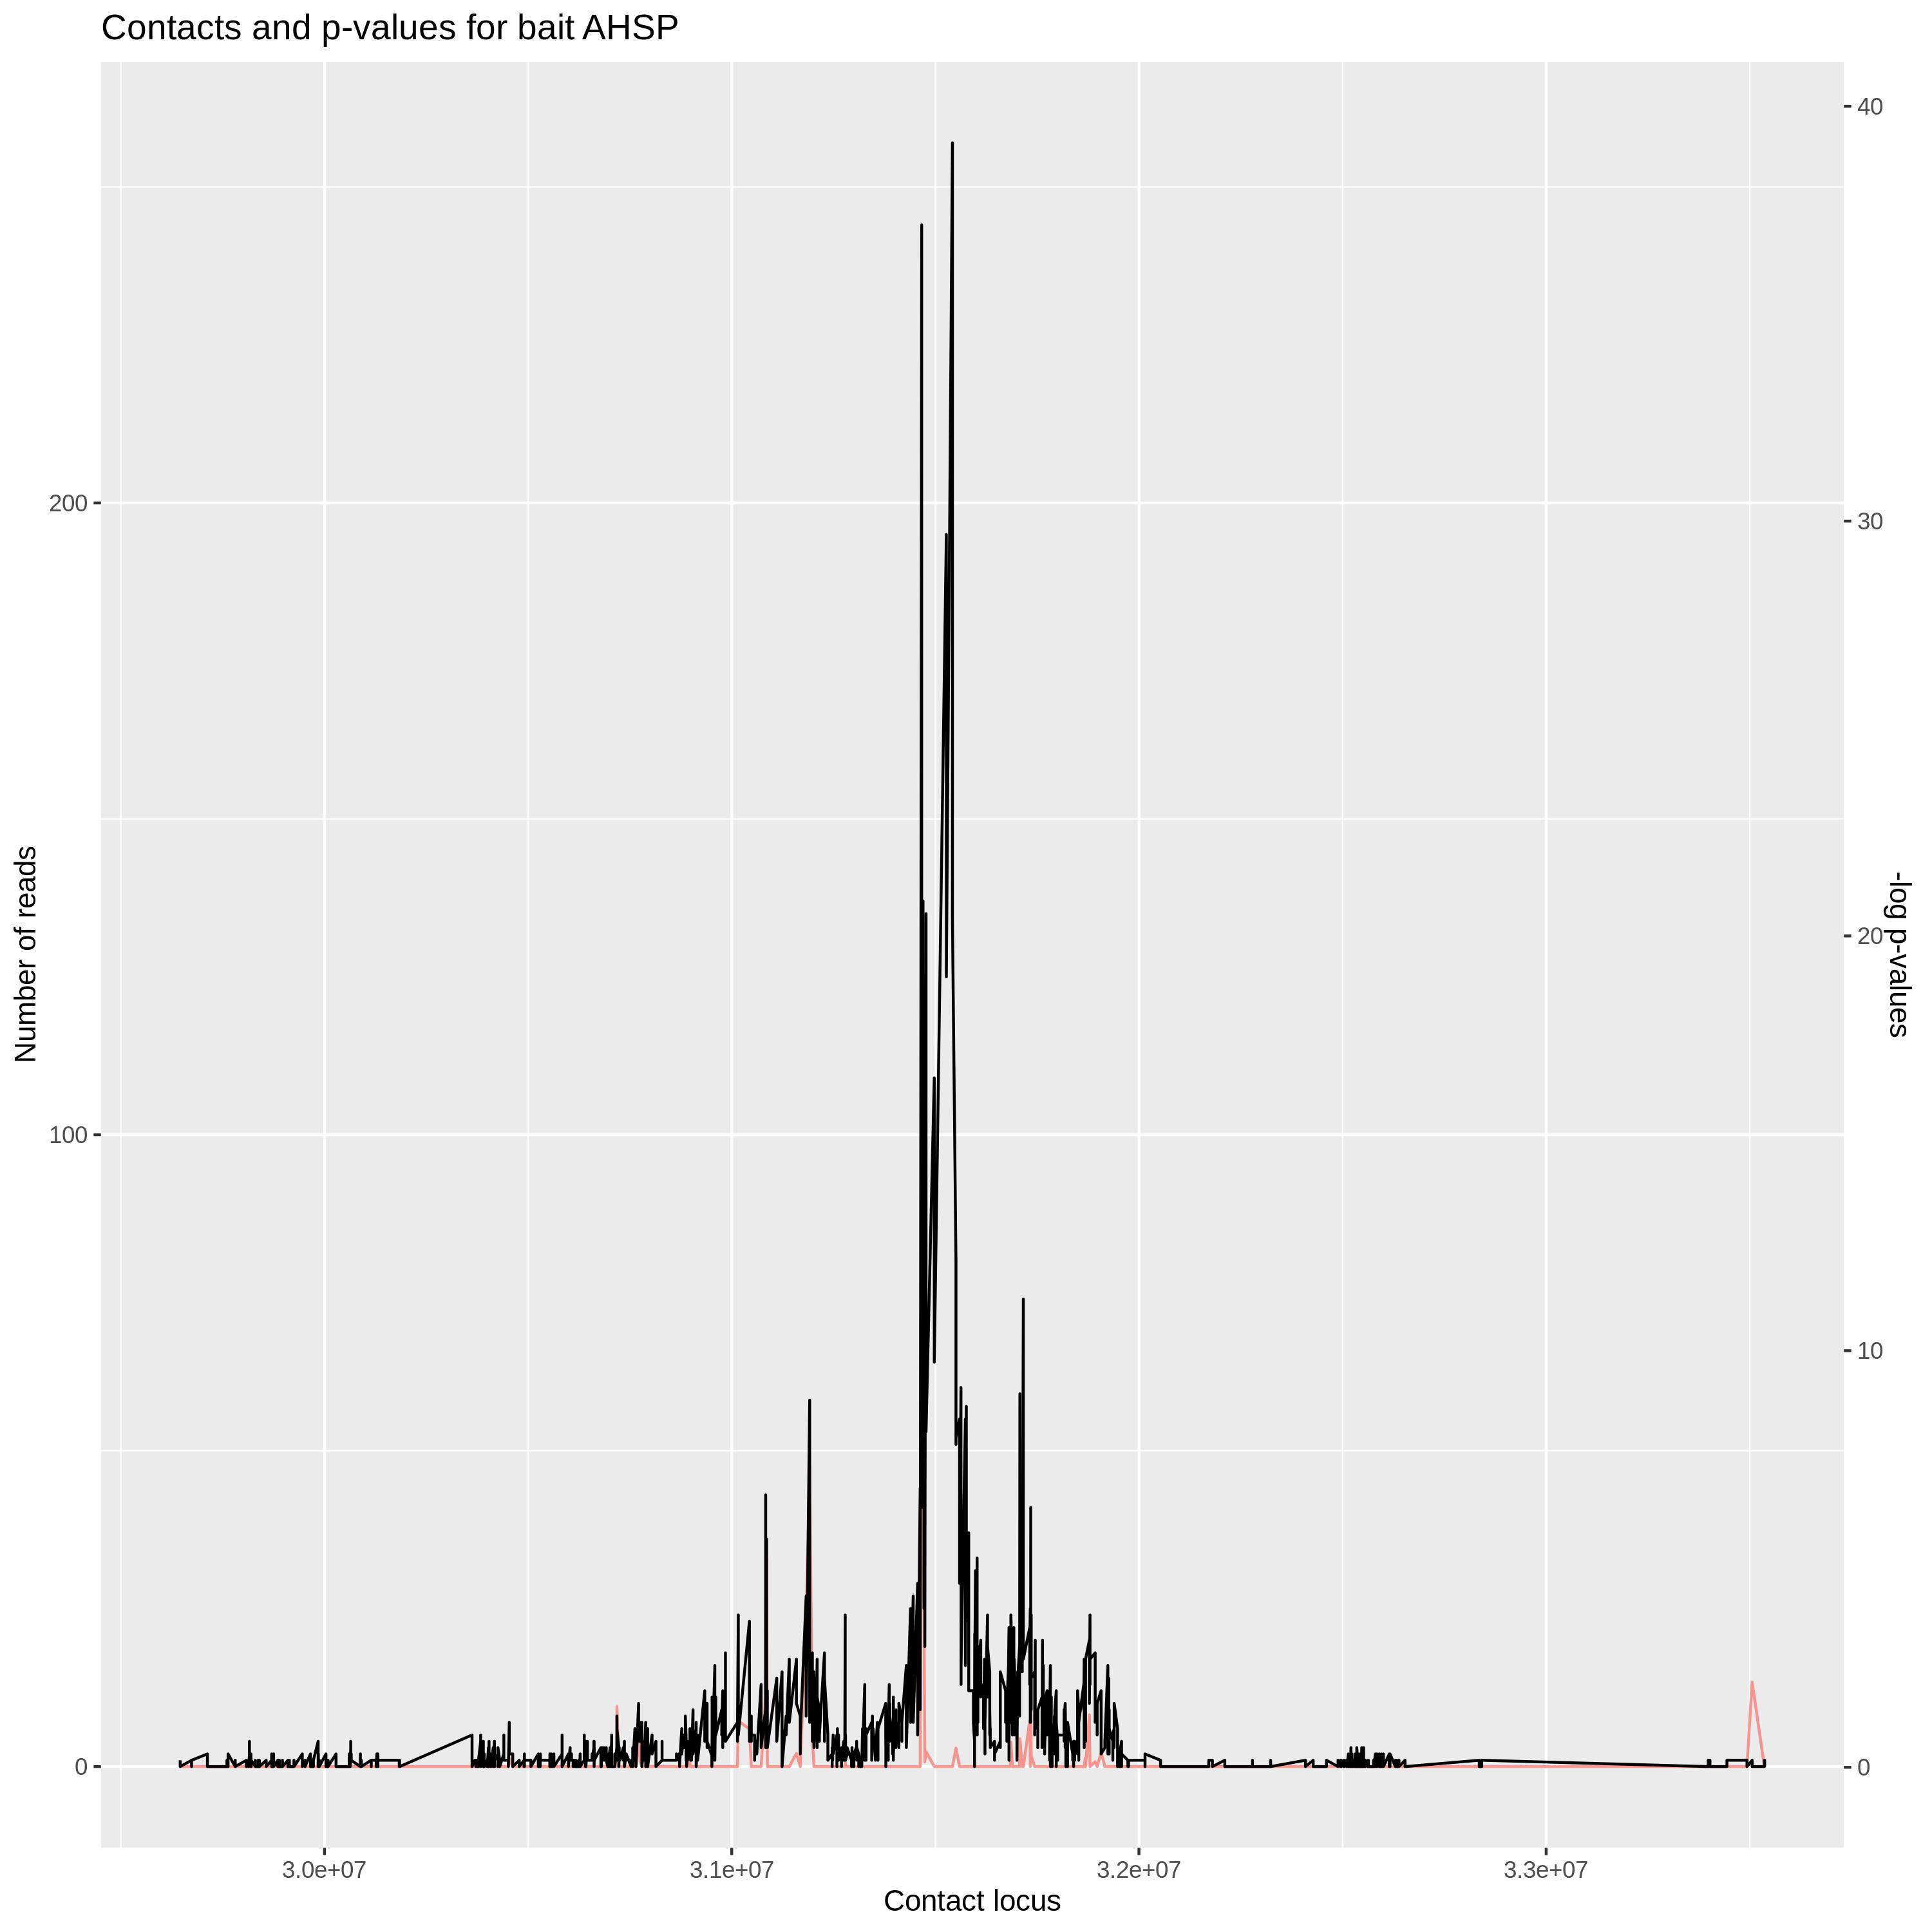 Contacts and p-values for bait AHSP
Number of reads
200
100
0
40
30
20
10
0
-log p-values
3.0e+07
3.1e+07
3.2e+07
3.3e+07
Contact locus